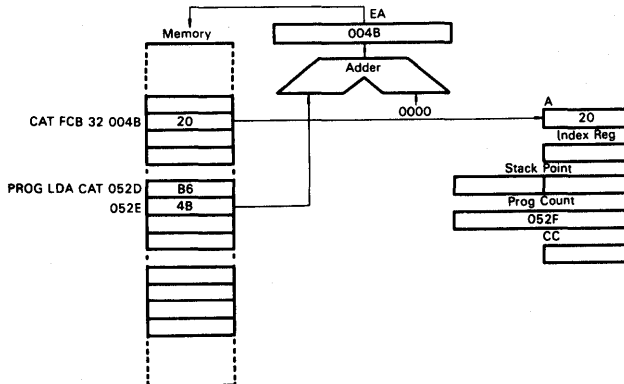 EA
Memory
004B
Adder
0000
A
CAT FCB 32 004B
20
20
Index Reg
Stack Point
PROG LDA CAT 052D
B6
052E
4B
Prog Count
052F
CC